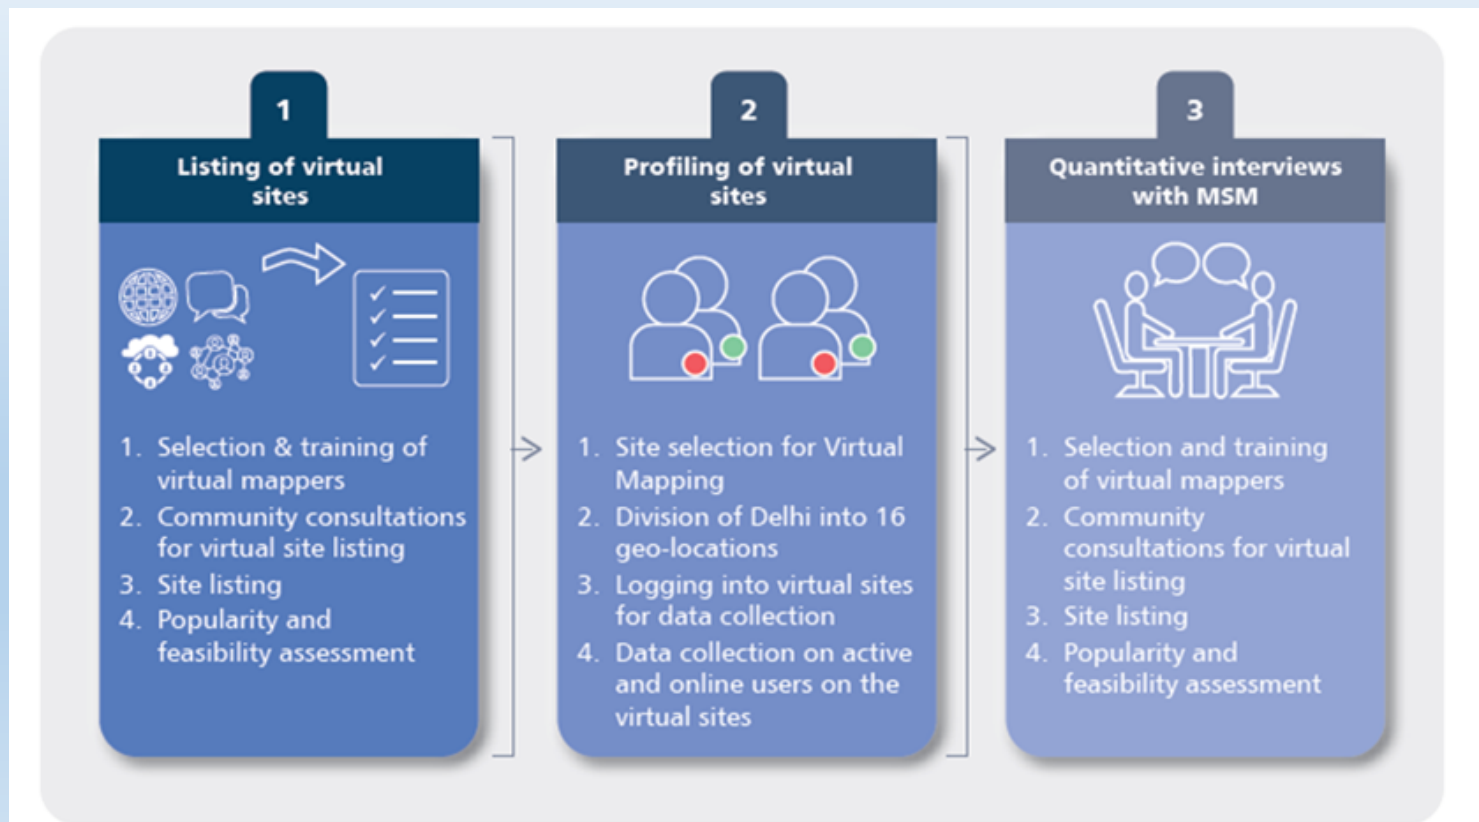 1
Listing of virtual
sites
1. Selection & training of
virtual mappers
2. Community consultations
for virtual site listing
3. Site listing
4. Popularity and
feasibility assessment
2
Profiling of virtual
sites
1. Site selection for Virtual
Mapping
2. Division of Delhi into 16
geo-locations
3. Logging into virtual sites
for data collection
4. Data collection on active
and online users on the
virtual sites
3
Quantitative interviews
with MSM
1. Selection and training
of virtual mappers
2. Community
consultations for virtual
site listing
3. Site listing
4. Popularity and
feasibility assessment